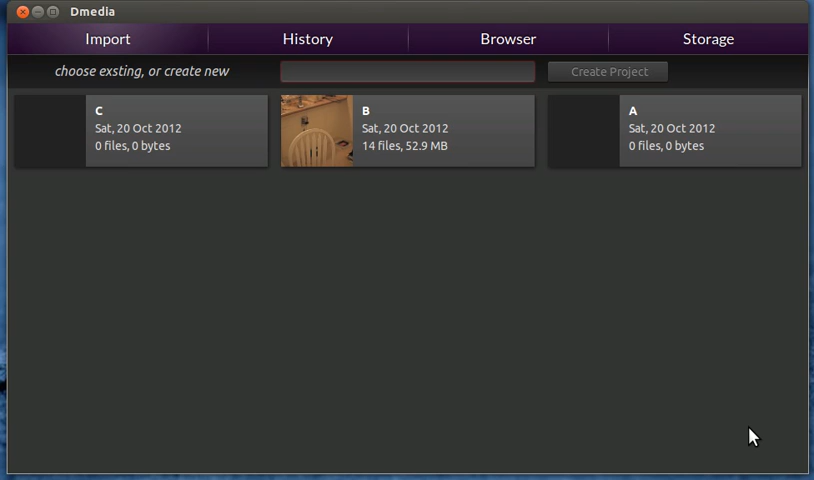 Dmedia
Import History Browser Storage
choose exsting, or create new Create Project
C
Sat, 20 Oct 2012
0 files, 0 bytes
B
Sat, 20 Oct 2012
14 files, 52.9 MB
A
Sat, 20 Oct 2012
0 files, 0 bytes